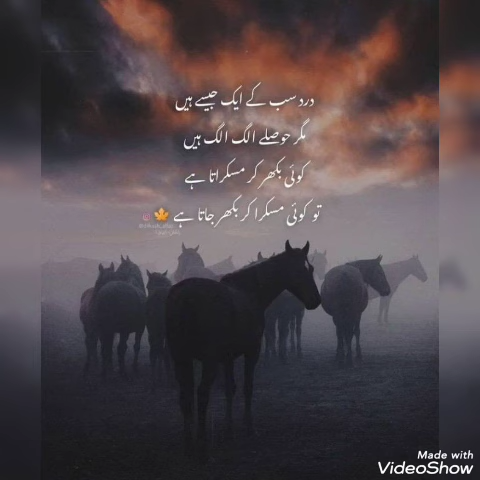 درد سب کے ایک جیسے ہیں
مگر حوصلے الگ الگ ہیں
کوئی بکھر کر مسکراتا ہے
تو کوئی مسکرا کر بکھر جاتا ہے 🍁
Made with
VideoShow